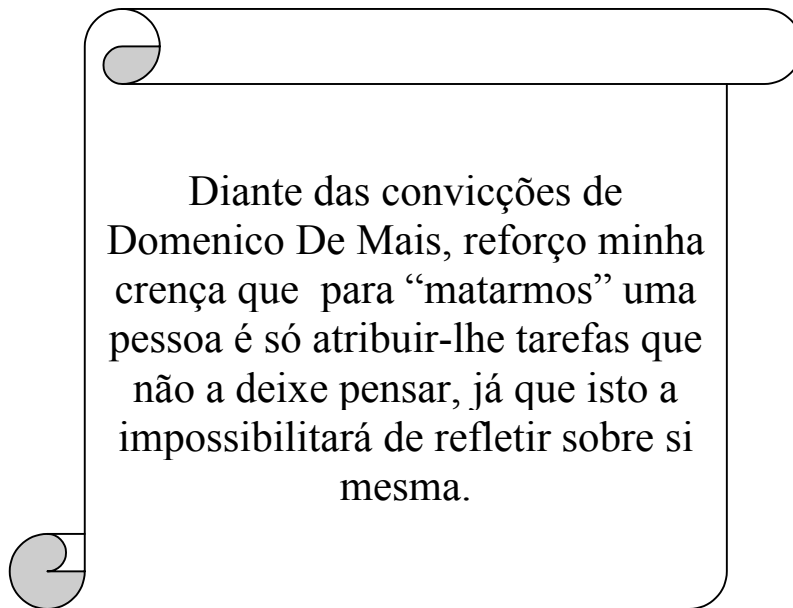 Diante das convicções de
Domenico De Mais, reforço minha
crença que  para “matarmos” uma
pessoa é só atribuir-lhe tarefas que
não a deixe pensar, já que isto a
impossibilitará de refletir sobre si
mesma.